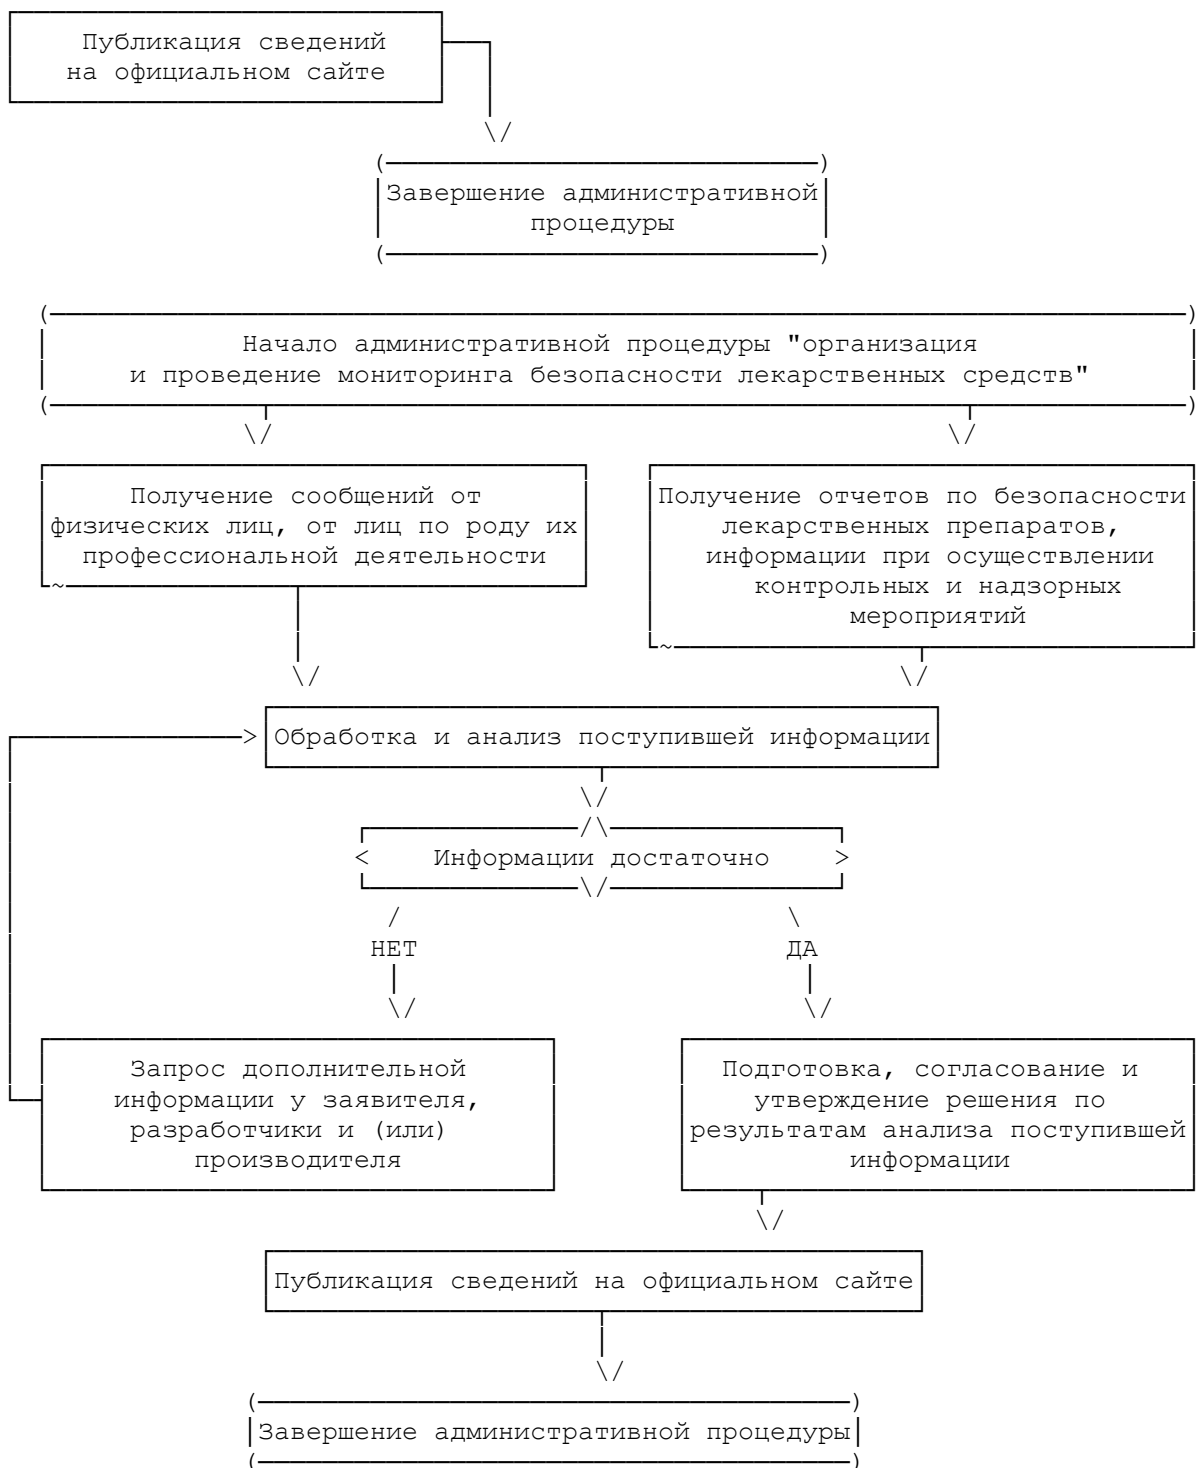 Публикация сведений
на официальном сайте
Завершение административной
процедуры
Начало административной процедуры "организация
и проведение мониторинга безопасности лекарственных средств"
Получение сообщений от
физических лиц, от лиц по роду их
профессиональной деятельности
Получение отчетов по безопасности
лекарственных препаратов,
информации при осуществлении
контрольных и надзорных
мероприятий
Обработка и анализ поступившей информации
Информации достаточно
НЕТ
ДА
Запрос дополнительной
информации у заявителя,
разработчики и (или)
производителя
Подготовка, согласование и
утверждение решения по
результатам анализа поступившей
информации
Публикация сведений на официальном сайте
Завершение административной процедуры